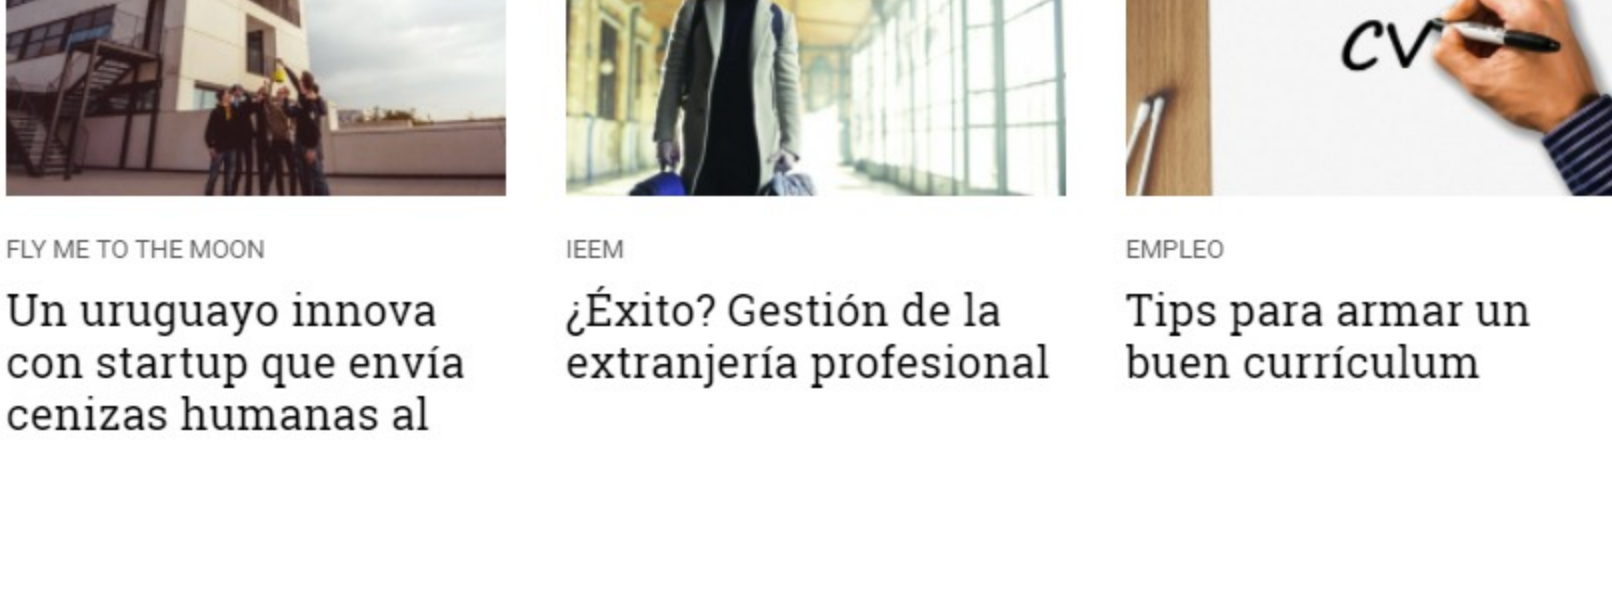 CV
FLY ME TO THE MOON
Un uruguayo innova
con startup que envía
cenizas humanas al
IEEM
¿Éxito? Gestión de la
extranjería profesional
EMPLEO
Tips para armar un
buen currículum